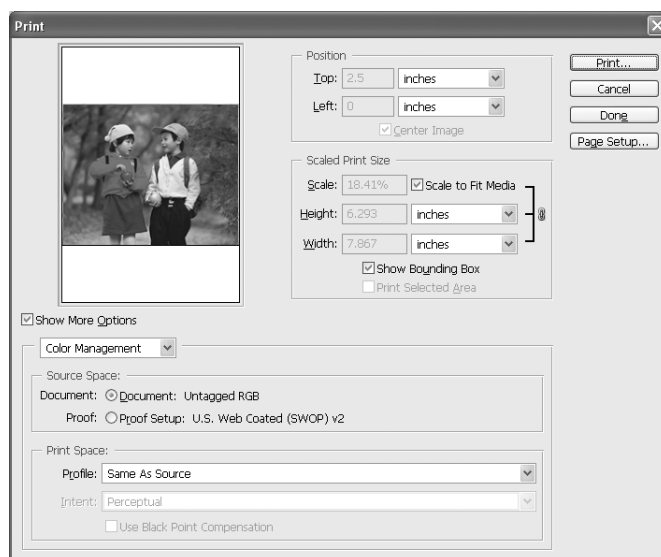 Print
Position
Top: 2.5 inches
Left: 0 inches
Center Image
Print...
Cancel
Done
Page Setup...
Scaled Print Size
Scale: 18.41% Scale to Fit Media
Height: 6.293 inches
Width: 7.867 inches
Show Bounding Box
Print Selected Area
Show More Options
Color Management
Source Space:
Document: Document: Untagged RGB
Proof: Proof Setup: U.S. Web Coated (SWOP) v2
Print Space:
Profile: Same As Source
Intent: Perceptual
Use Black Point Compensation